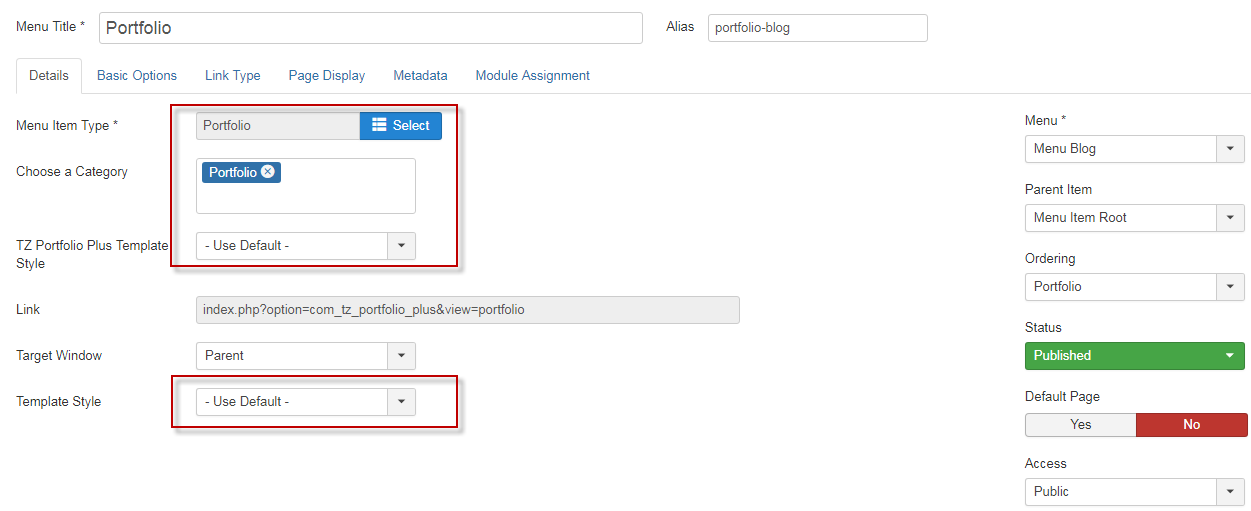 Menu Title * Portfolio Alias portfolio-blog
Details Basic Options Link Type Page Display Metadata Module Assignment
Menu Item Type * Portfolio Select
Choose a Category Portfolio
TZ Portfolio Plus Template
Style
- Use Default -
Link index.php?option=com_tz_portfolio_plus&view=portfolio
Target Window Parent
Template Style - Use Default -
Menu *
Menu Blog
Parent Item
Menu Item Root
Ordering
Portfolio
Status
Published
Default Page
Yes No
Access
Public